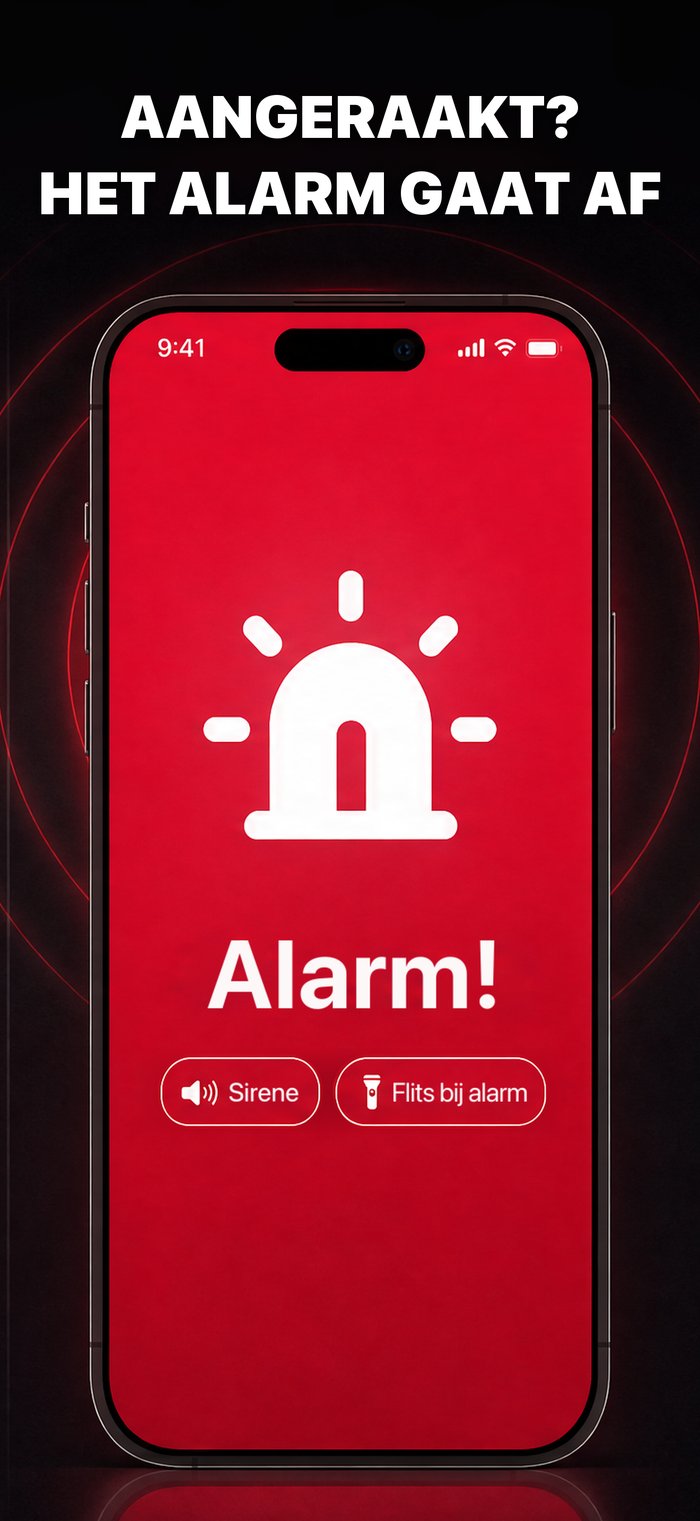 AANGERAAKT?
HET ALARM GAAT AF
9:41
Alarm!
Sirene
Flits bij alarm